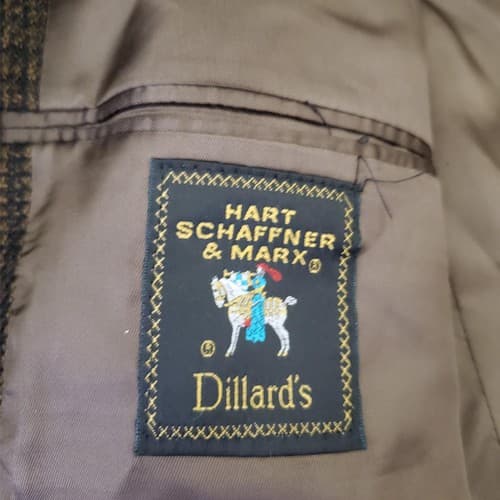 HART
SCHAFFNER
& MARX®
®
Dillard's